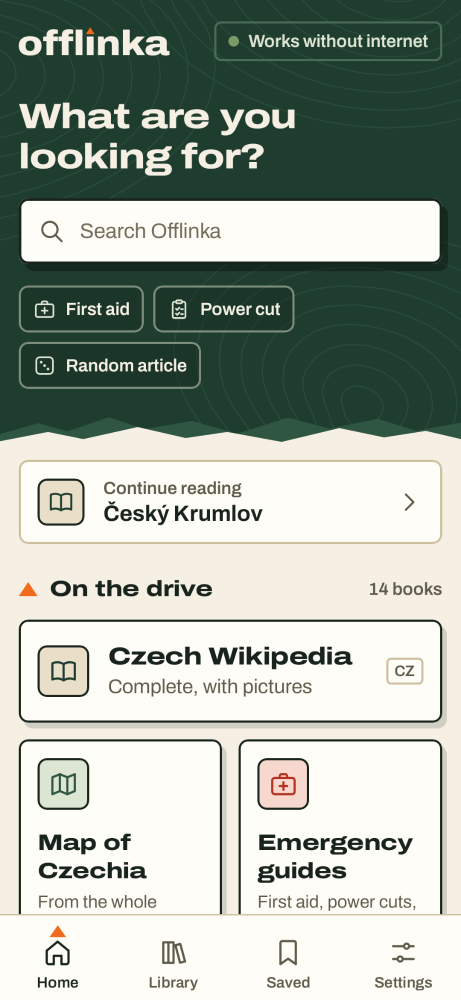 offlinka
Works without internet
What are you
looking for?
Search Offlinka
First aid
Power cut
Random article
Continue reading
Český Krumlov
On the drive
14 books
Czech Wikipedia
Complete, with pictures
CZ
Map of
Czechia
From the whole
Emergency
guides
First aid, power cuts,
Home
Library
Saved
Settings